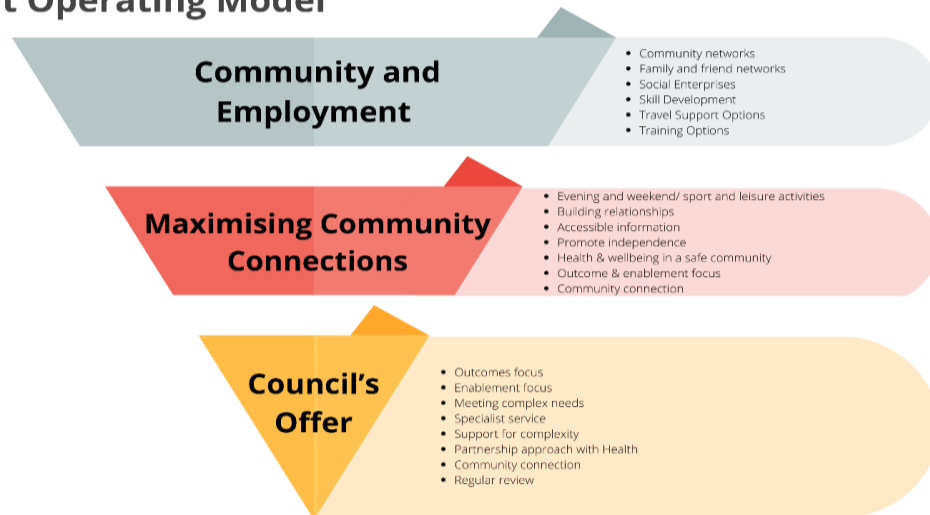 t Operating Model
Community and
Employment
• Community networks
• Family and friend networks
• Social Enterprises
• Skill Development
• Travel Support Options
• Training Options
Maximising Community
Connections
• Evening and weekend/ sport and leisure activities
• Building relationships
• Accessible information
• Promote independence
• Health & wellbeing in a safe community
• Outcome & enablement focus
• Community connection
Council’s
Offer
• Outcomes focus
• Enablement focus
• Meeting complex needs
• Specialist service
• Support for complexity
• Partnership approach with Health
• Community connection
• Regular review